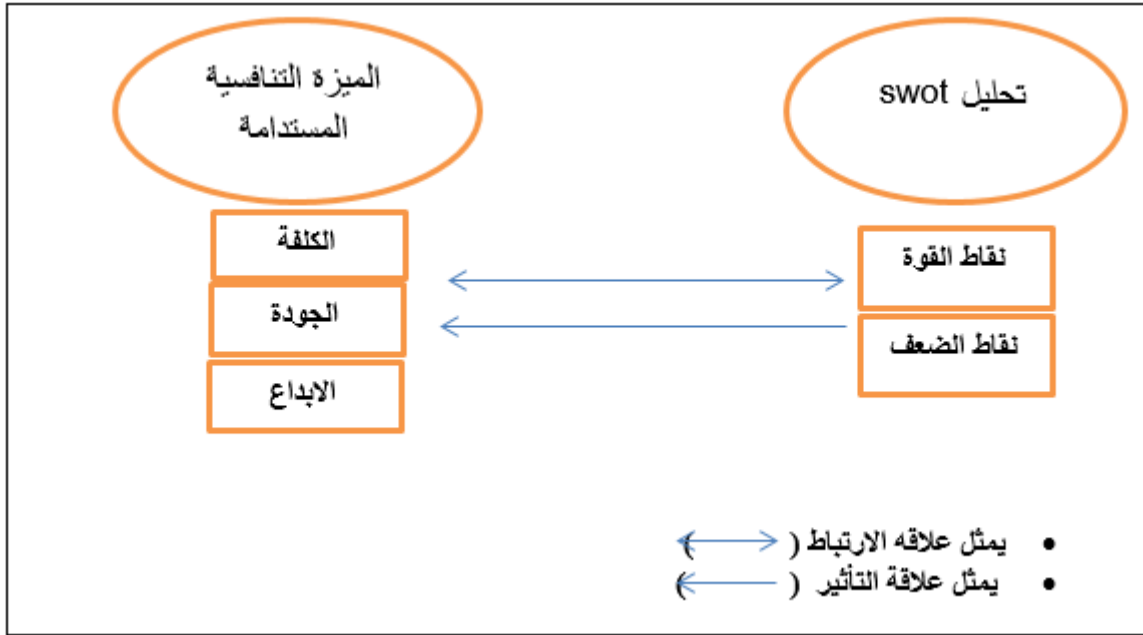 تحليل swot
الميزة التنافسية
المستدامة
نقاط القوة
نقاط الضعف
الكلفة
الجودة
الابداع
• يمثل علاقه الارتباط ( )
• يمثل علاقة التأثير ( )